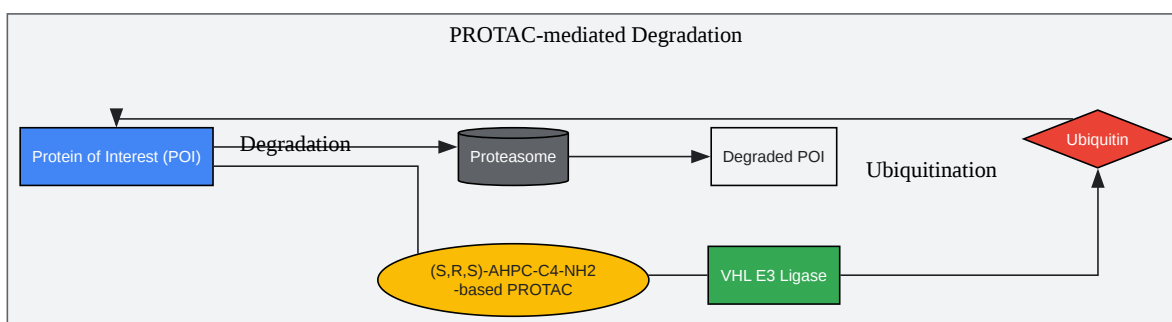 PROTAC-mediated Degradation
Protein of Interest (POI)
Degradation
Proteasome
Degraded POI
Ubiquitination
Ubiquitin
(S,R,S)-AHPC-C4-NH2
-based PROTAC
VHL E3 Ligase